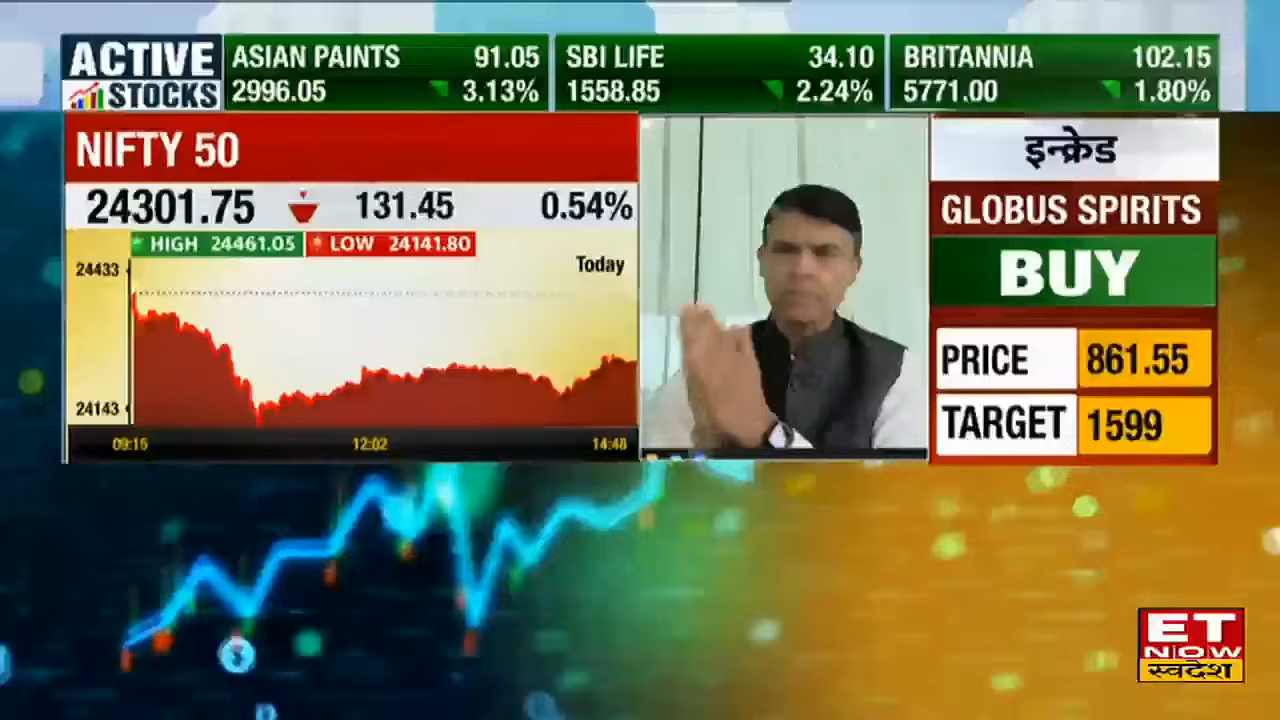 ACTIVE
STOCKS
ASIAN PAINTS 91.05
2996.05 3.13%
SBI LIFE 34.10
1558.85 2.24%
BRITANNIA 102.15
5771.00 1.80%
NIFTY 50
24301.75 131.45 0.54%
HIGH 24461.05 LOW 24141.80
Today
24433
24143
09:15 12:02 14:48
इन्क्रेड
GLOBUS SPIRITS
BUY
PRICE 861.55
TARGET 1599
ET
NOW
स्वदेश